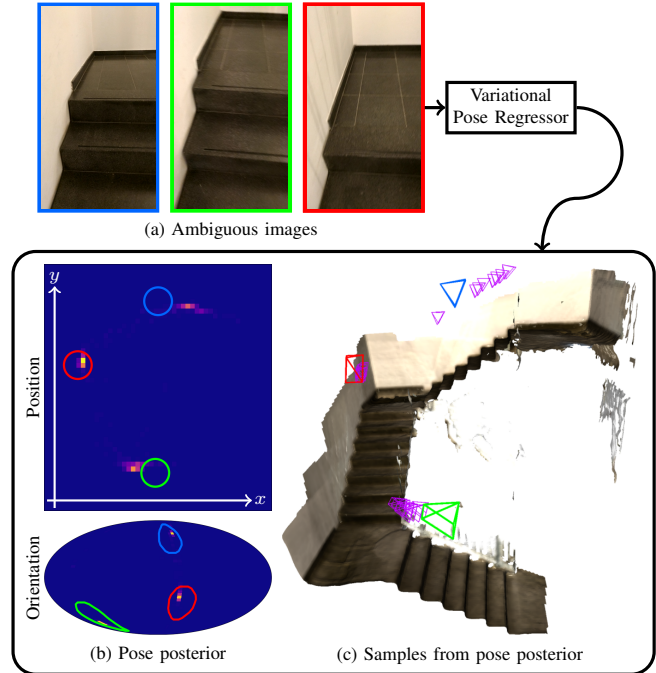 Variational
Pose Regressor
(a) Ambiguous images
y
Position
x
Orientation
(b) Pose posterior
(c) Samples from pose posterior